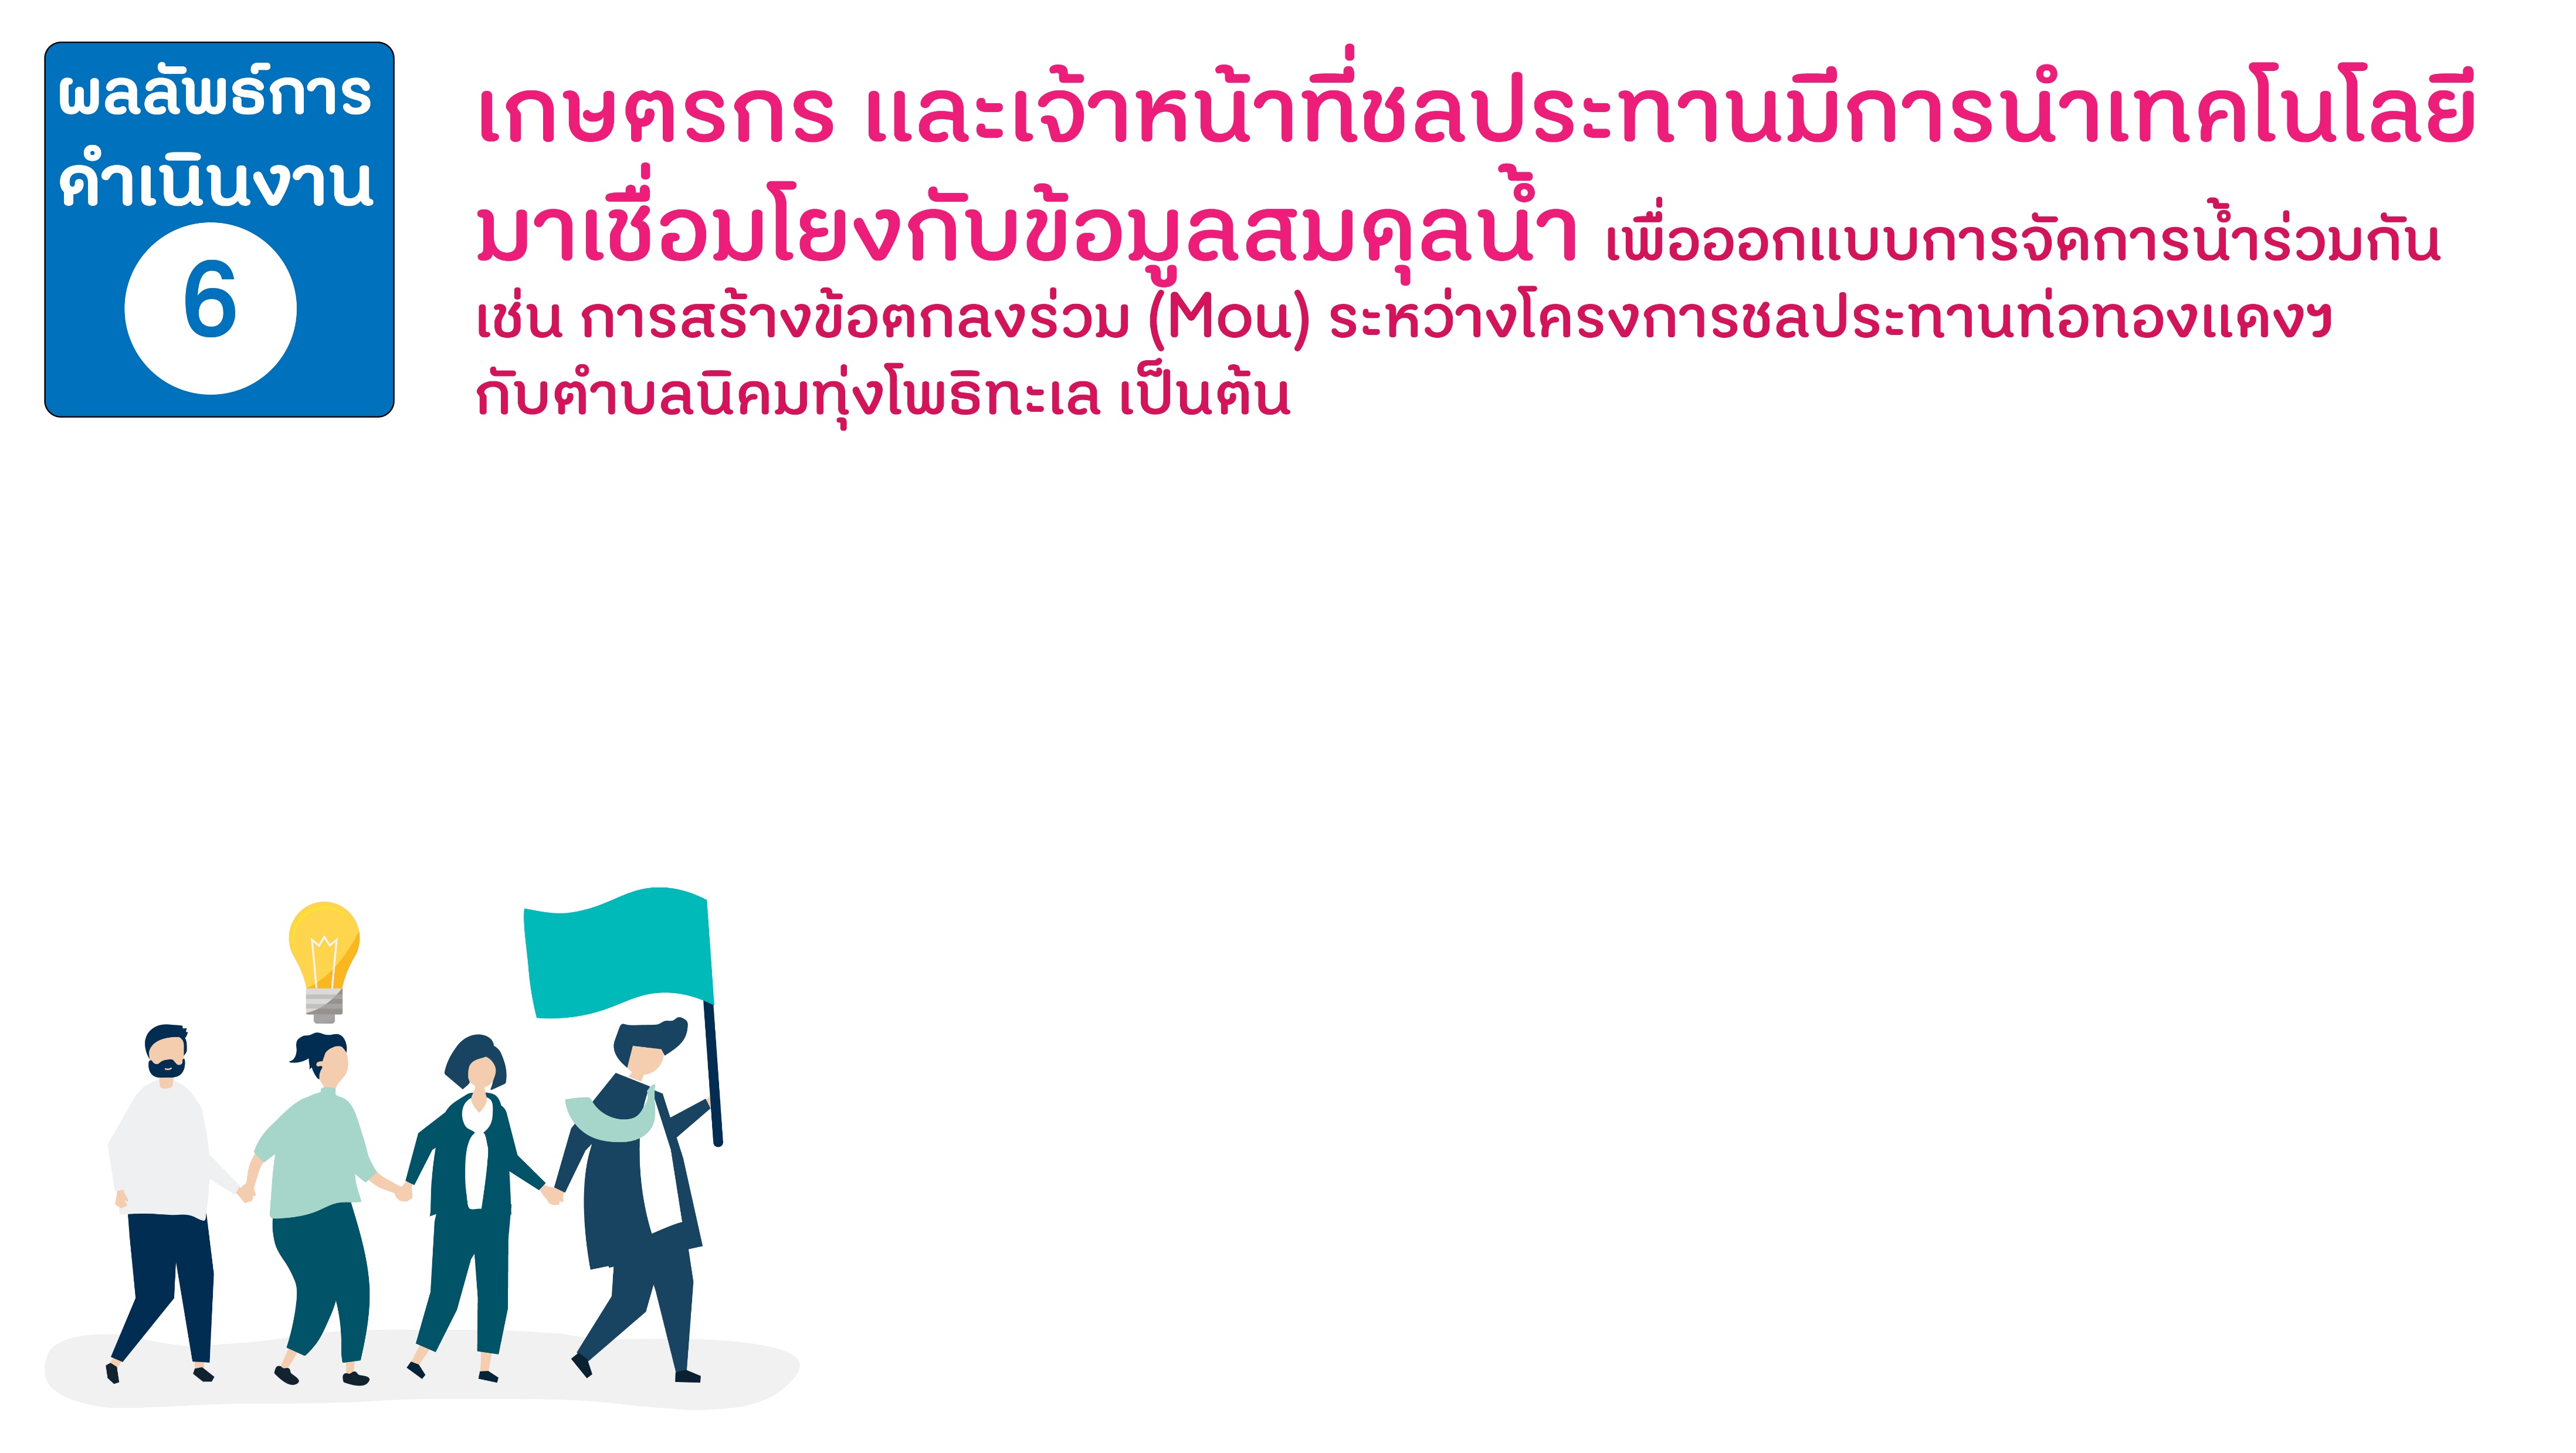 ผลลัพธ์การ
ดำเนินงาน
6
เกษตรกร และเจ้าหน้าที่ชลประทานมีการนำเทคโนโลยี
มาเชื่อมโยงกับข้อมูลสมดุลน้ำ เพื่อออกแบบการจัดการน้ำร่วมกัน
เช่น การสร้างข้อตกลงร่วม (Mou) ระหว่างโครงการชลประทานท่อทองแดงฯ
กับตำบลนิคมทุ่งโพธิทะเล เป็นต้น